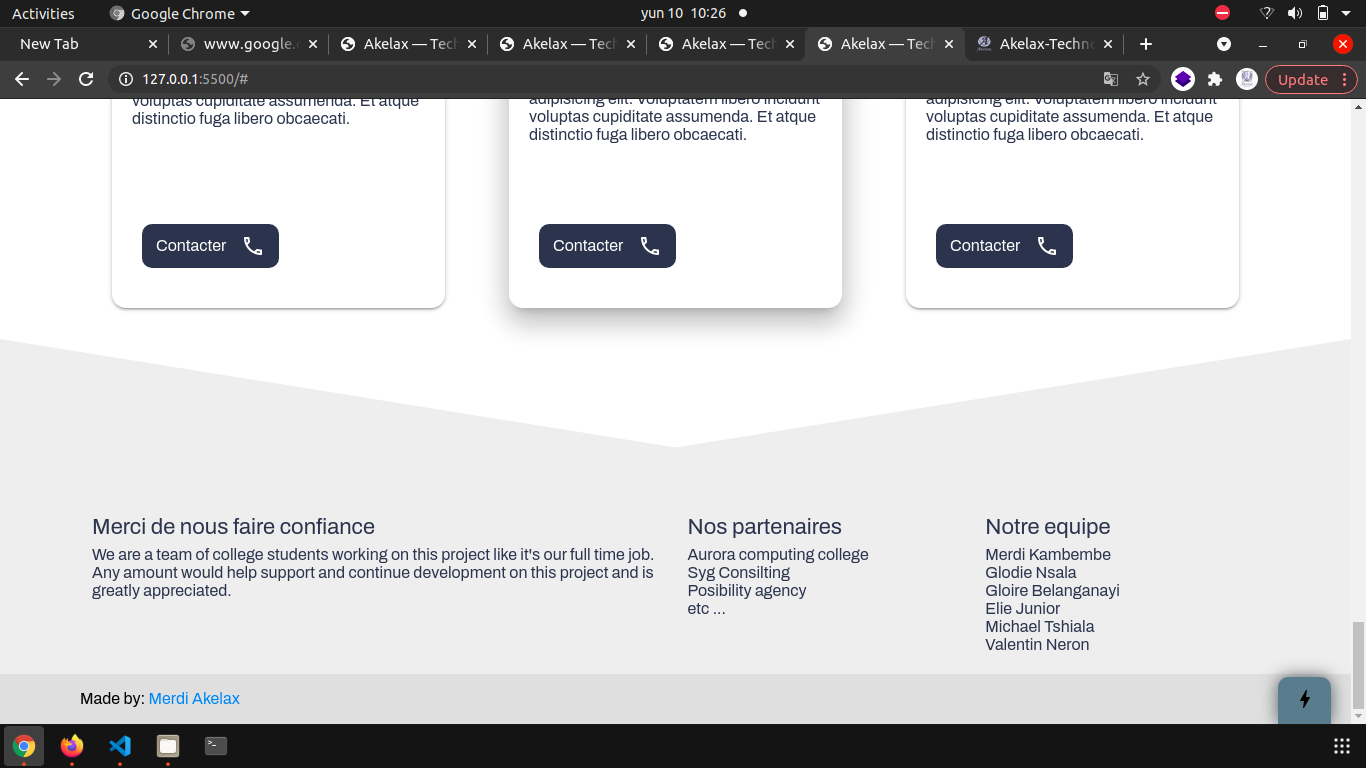 Activities
Google Chrome
yun 10 10:26
New Tab
www.google.c
Akelax — Tech
Akelax — Tech
Akelax — Tech
Akelax — Tech
Akelax-Techno
127.0.0.1:5500/#
Update
voluptas cupiditate assumenda. Et atque
distinctio fuga libero obcaecati.
Contacter
adipisicing elit. Voluptatem libero incidunt
voluptas cupiditate assumenda. Et atque
distinctio fuga libero obcaecati.
Contacter
adipisicing elit. Voluptatem libero incidunt
voluptas cupiditate assumenda. Et atque
distinctio fuga libero obcaecati.
Contacter
Merci de nous faire confiance
We are a team of college students working on this project like it's our full time job.
Any amount would help support and continue development on this project and is
greatly appreciated.
Nos partenaires
Aurora computing college
Syg Consilting
Posibility agency
etc ...
Notre equipe
Merdi Kambembe
Glodie Nsala
Gloire Belanganayi
Elie Junior
Michael Tshiala
Valentin Neron
Made by: Merdi Akelax